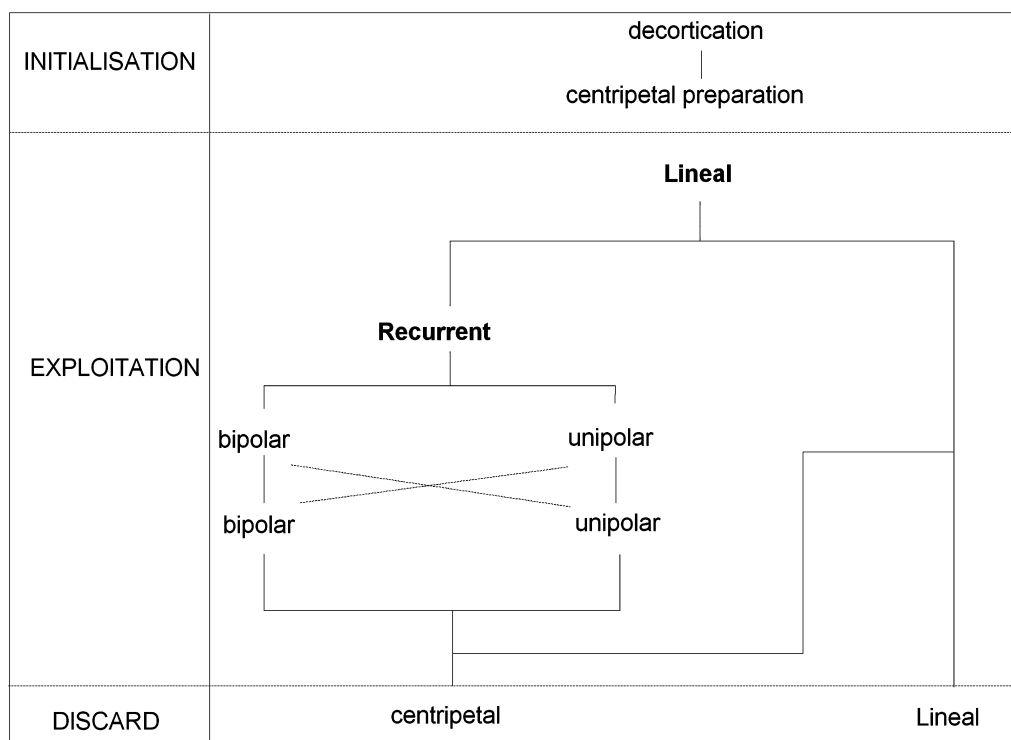 INITIALISATION
decortication
centripetal preparation
EXPLOITATION
Lineal
Recurrent
bipolar
unipolar
bipolar
unipolar
DISCARD
centripetal
Lineal